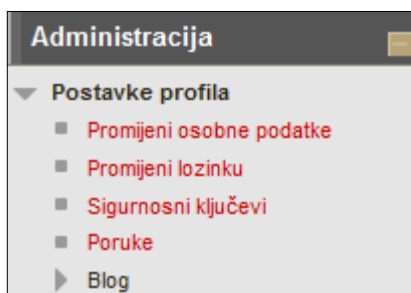 Administracija
Postavke profila
Promijeni osobne podatke
Promijeni lozinku
Sigurnosni ključevi
Poruke
Blog